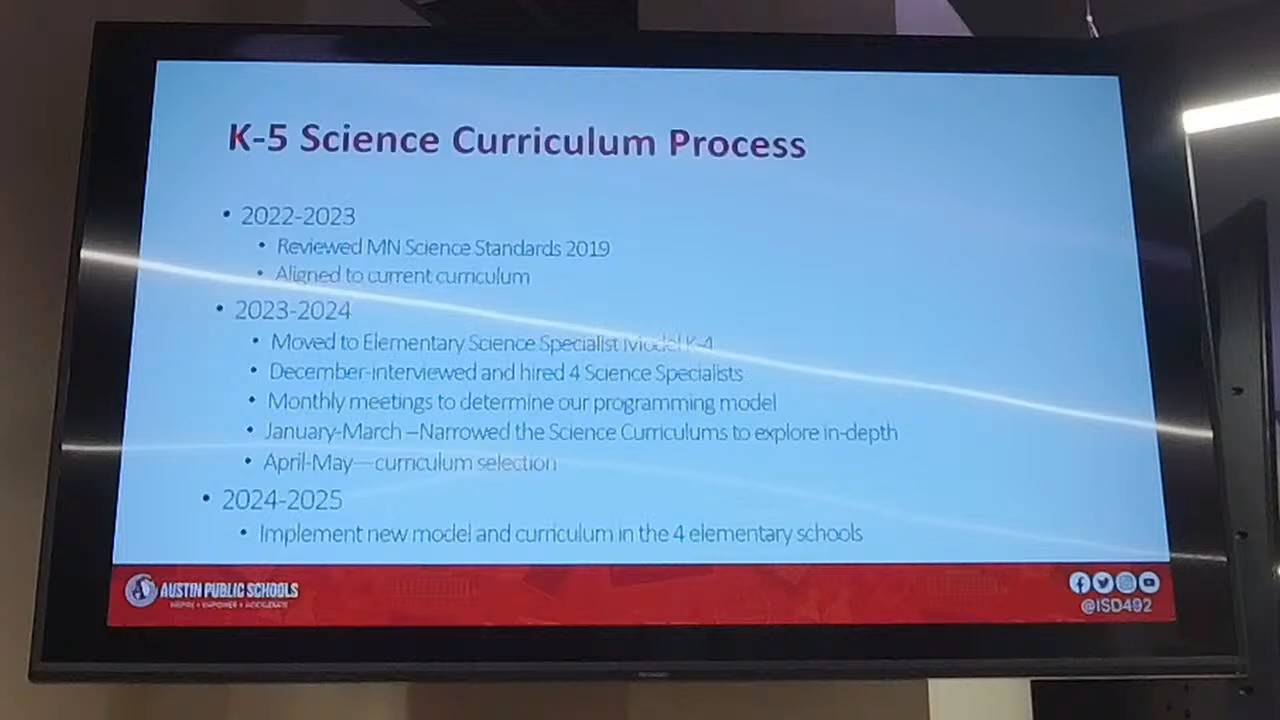 K-5 Science Curriculum Process
• 2022-2023
• Reviewed MN Science Standards 2019
• Aligned to current curriculum
• 2023-2024
• Moved to Elementary Science Specialist Model K-4
• December-interviewed and hired 4 Science Specialists
• Monthly meetings to determine our programming model
• January-March –Narrowed the Science Curriculums to explore in-depth
• April-May—curriculum selection
• 2024-2025
• Implement new model and curriculum in the 4 elementary schools
AUSTIN PUBLIC SCHOOLS
INSPIRE • EMPOWER • ACCELERATE
@ISD492